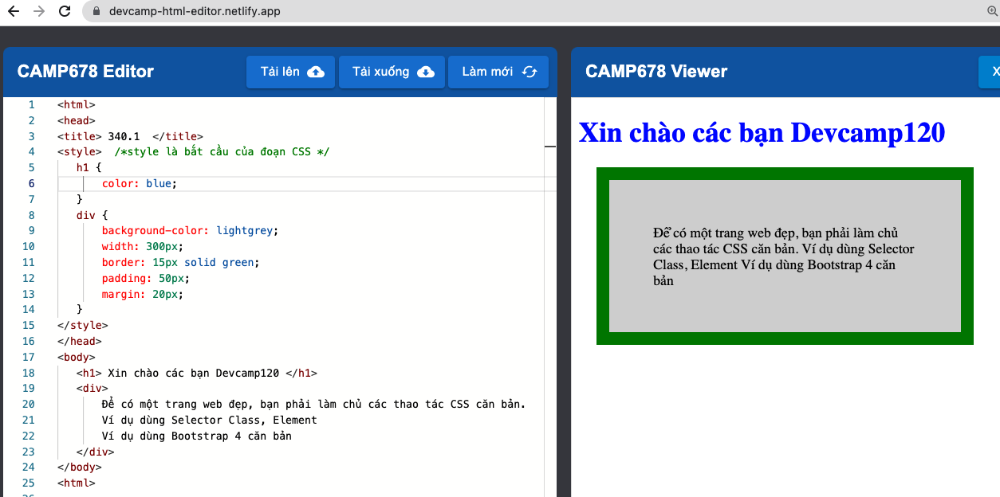 devcamp-html-editor.netlify.app
CAMP678 Editor
Tải lên
Tải xuống
Làm mới
1 <html>
2 <head>
3 <title> 340.1  </title>
4 <style>  /*style là bắt cầu của đoạn CSS */
5 h1 {
6 color: blue;
7 }
8 div {
9 background-color: lightgrey;
10 width: 300px;
11 border: 15px solid green;
12 padding: 50px;
13 margin: 20px;
14 }
15 </style>
16 </head>
17 <body>
18 <h1> Xin chào các bạn Devcamp120 </h1>
19 <div>
20 Để có một trang web đẹp, bạn phải làm chủ các thao tác CSS căn bản.
21 Ví dụ dùng Selector Class, Element
22 Ví dụ dùng Bootstrap 4 căn bản
23 </div>
24 </body>
25 <html>
CAMP678 Viewer
X
Xin chào các bạn Devcamp120
Để có một trang web đẹp, bạn phải làm chủ
các thao tác CSS căn bản. Ví dụ dùng Selector
Class, Element Ví dụ dùng Bootstrap 4 căn
bản